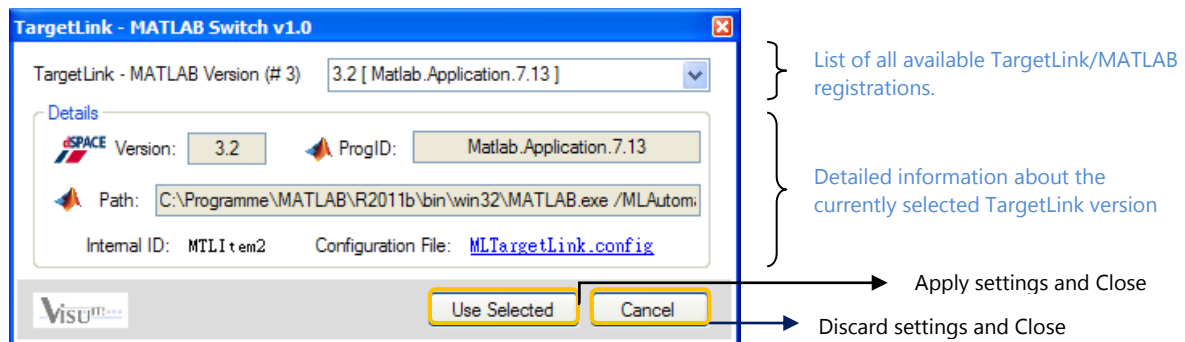 TargetLink - MATLAB Switch v1.0
TargetLink - MATLAB Version (# 3) 3.2 [ Matlab.Application.7.13 ]
List of all available TargetLink/MATLAB
registrations.
Details
dSPACE Version: 3.2 ProgID: Matlab.Application.7.13
Path: C:\Programme\MATLAB\R2011b\bin\win32\MATLAB.exe /MLAutom
Detailed information about the
currently selected TargetLink version
Internal ID: MTLItem2 Configuration File: MLTargetLink.config
Apply settings and Close
VISUM Use Selected Cancel
Discard settings and Close